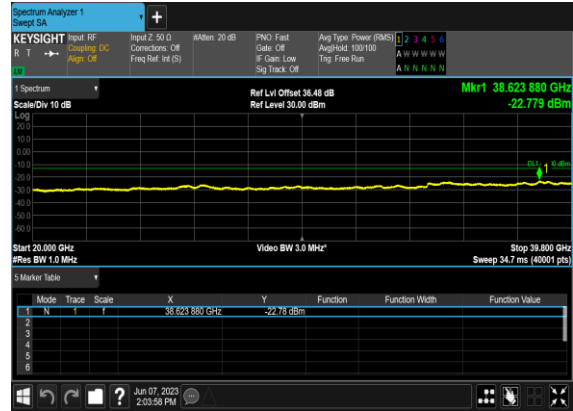 Spectrum Analyzer 1
Swept SA
+
KEYSIGHT Input: RF Input Z: 50 Ω #Atten: 20 dB PNO: Fast Avg Type: Power (RMS) 1 2 3 4 5 6
R T Coupling: DC Corrections: Off Gate: Off Avg|Hold: 100/100 A W W W W W
Align: Off Freq Ref: Int (S) IF Gain: Low Trig: Free Run
LXI Sig Track: Off A N N N N N
1 Spectrum Ref Lvl Offset 36.48 dB Mkr1 38.623 880 GHz
Scale/Div 10 dB Ref Level 30.00 dBm -22.779 dBm
Log
20.0
10.0
0.00
-10.0
DL1 1
-20.0
-30.0
-40.0
-50.0
-60.0
Start 20.000 GHz Video BW 3.0 MHz* Stop 39.800 GHz
#Res BW 1.0 MHz Sweep 34.7 ms (40001 pts)
5 Marker Table
Mode Trace Scale X Y Function Function Width Function Value
1 N 1 f 38.623 880 GHz -22.78 dBm
2
3
4
5
6
? Jun 07, 2023
2:03:58 PM